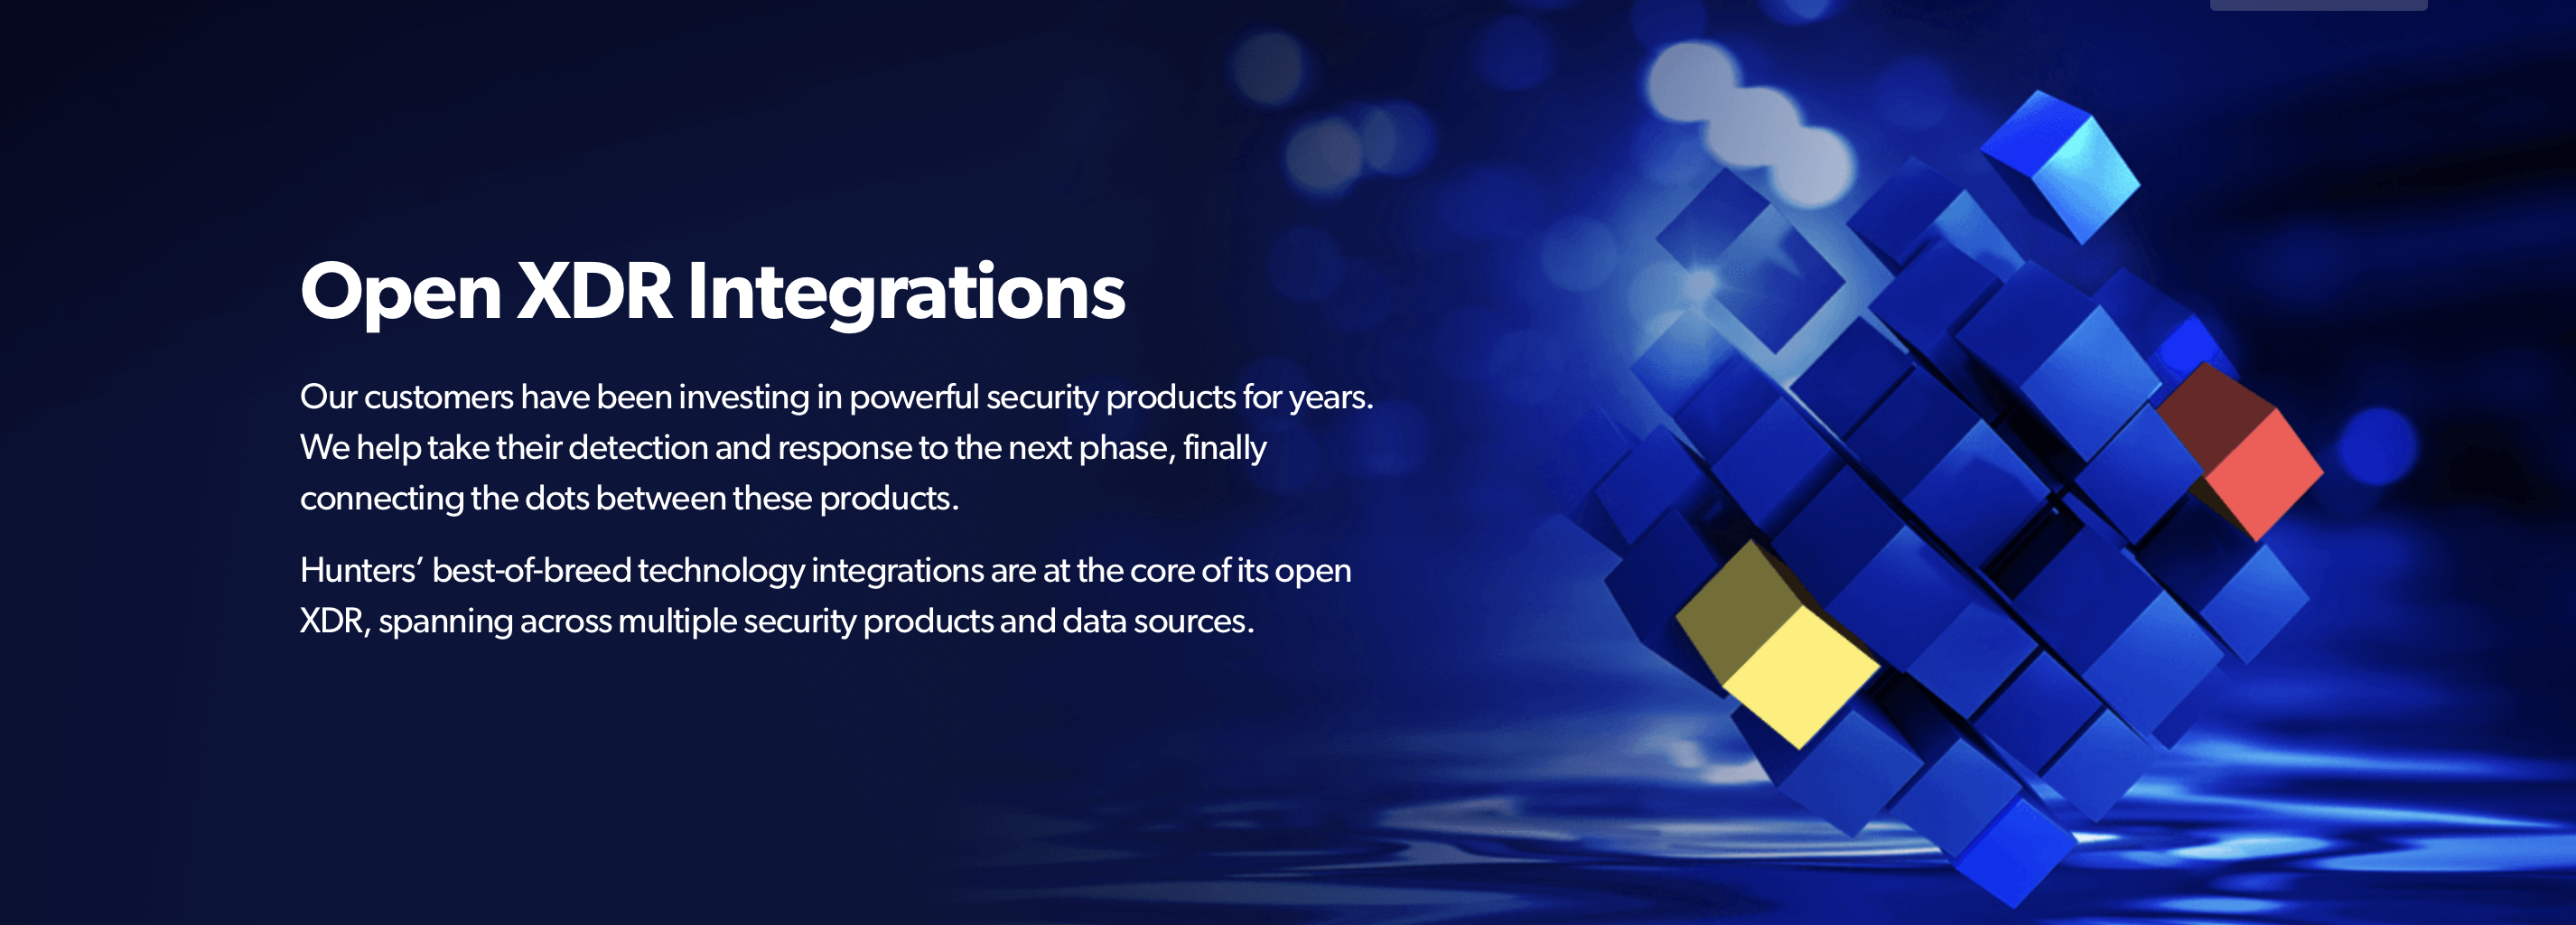 Open XDR Integrations
Our customers have been investing in powerful security products for years.
We help take their detection and response to the next phase, finally
connecting the dots between these products.
Hunters’ best-of-breed technology integrations are at the core of its open
XDR, spanning across multiple security products and data sources.